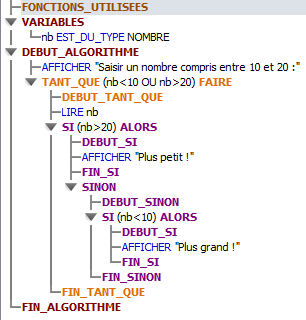 FONCTIONS_UTILISEES
VARIABLES
nb EST_DU_TYPE NOMBRE
DEBUT_ALGORITHME
AFFICHER "Saisir un nombre compris entre 10 et 20 :"
TANT_QUE (nb<10 OU nb>20) FAIRE
DEBUT_TANT_QUE
LIRE nb
SI (nb>20) ALORS
DEBUT_SI
AFFICHER "Plus petit !"
FIN_SI
SINON
DEBUT_SINON
SI (nb<10) ALORS
DEBUT_SI
AFFICHER "Plus grand !"
FIN_SI
FIN_SINON
FIN_TANT_QUE
FIN_ALGORITHME